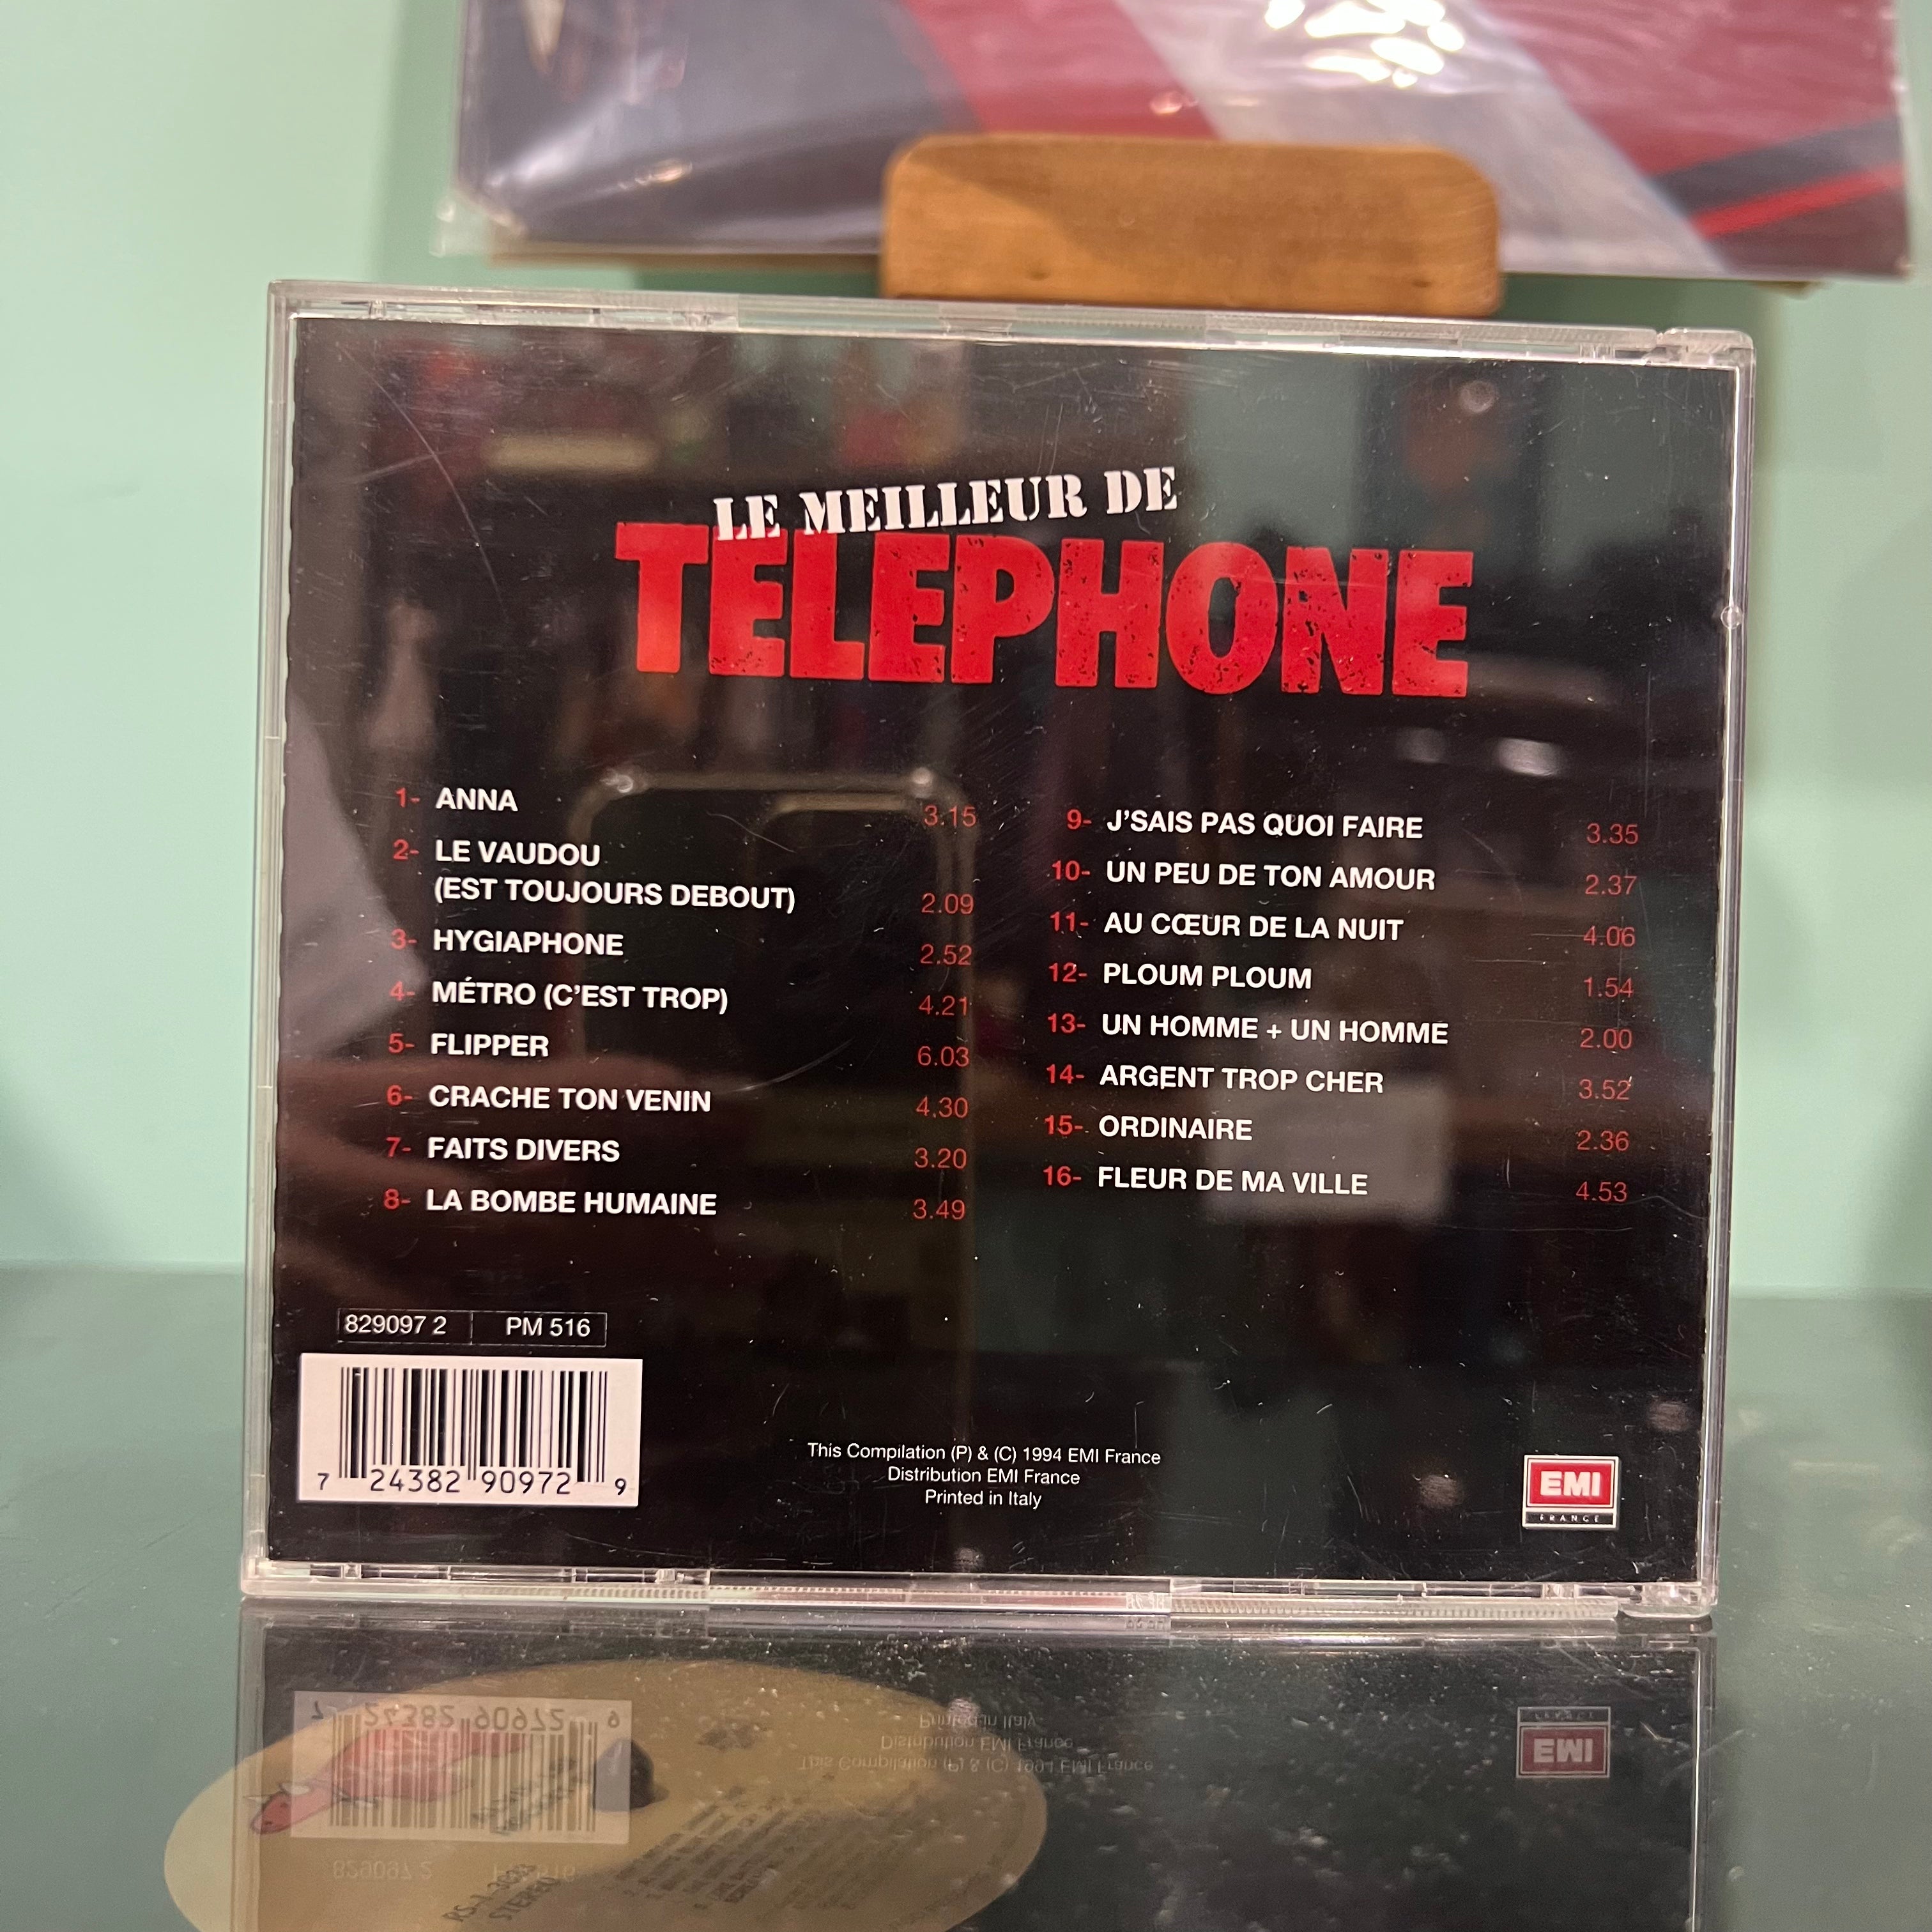 LE MEILLEUR DE
TELEPHONE
1- ANNA 3.15
2- LE VAUDOU
(EST TOUJOURS DEBOUT) 2.09
3- HYGIAPHONE 2.52
4- MÉTRO (C'EST TROP) 4.21
5- FLIPPER 6.03
6- CRACHE TON VENIN 4.30
7- FAITS DIVERS 3.20
8- LA BOMBE HUMAINE 3.49
9- J'SAIS PAS QUOI FAIRE 3.35
10- UN PEU DE TON AMOUR 2.37
11- AU CŒUR DE LA NUIT 4.06
12- PLOUM PLOUM 1.54
13- UN HOMME + UN HOMME 2.00
14- ARGENT TROP CHER 3.52
15- ORDINAIRE 2.36
16- FLEUR DE MA VILLE 4.53
829097 2 PM 516
7 24382 90972 9
This Compilation (P) & (C) 1994 EMI France
Distribution EMI France
Printed in Italy
EMI
FRANCE
STEREO